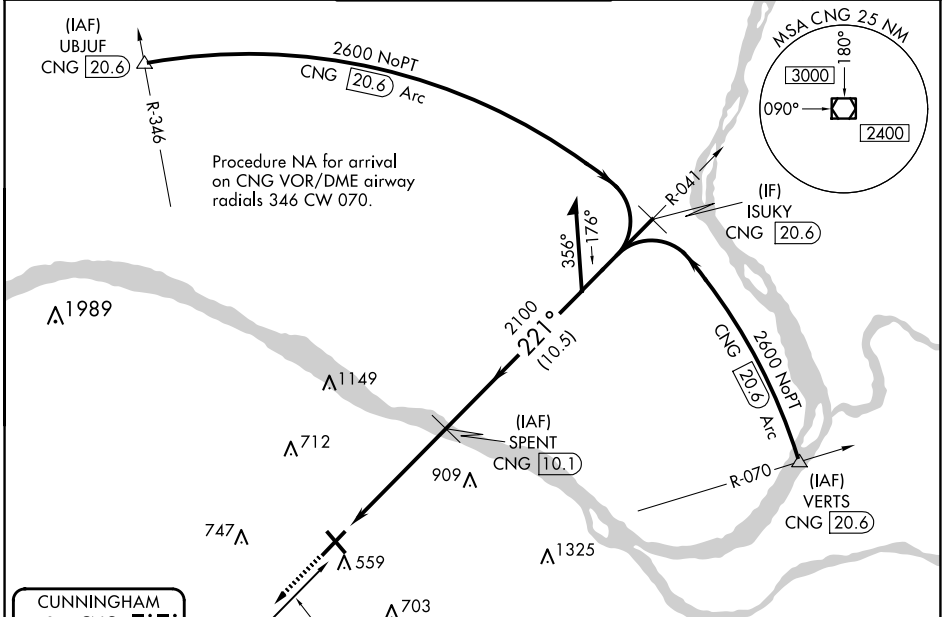 (IAF)
UBJUF
CNG 20.6
R-346
2600 NoPT
CNG 20.6 Arc
Procedure NA for arrival
on CNG VOR/DME airway
radials 346 CW 070.
MSA CNG 25 NM
180°
3000
090°
2400
R-041
(IF)
ISUKY
CNG 20.6
356°
176°
2100
221°
(10.5)
2600 NoPT
CNG 20.6 Arc
1989
1149
712
(IAF)
SPENT
CNG 10.1
909
R-070
(IAF)
VERTS
CNG 20.6
747
559
1325
703
CUNNINGHAM